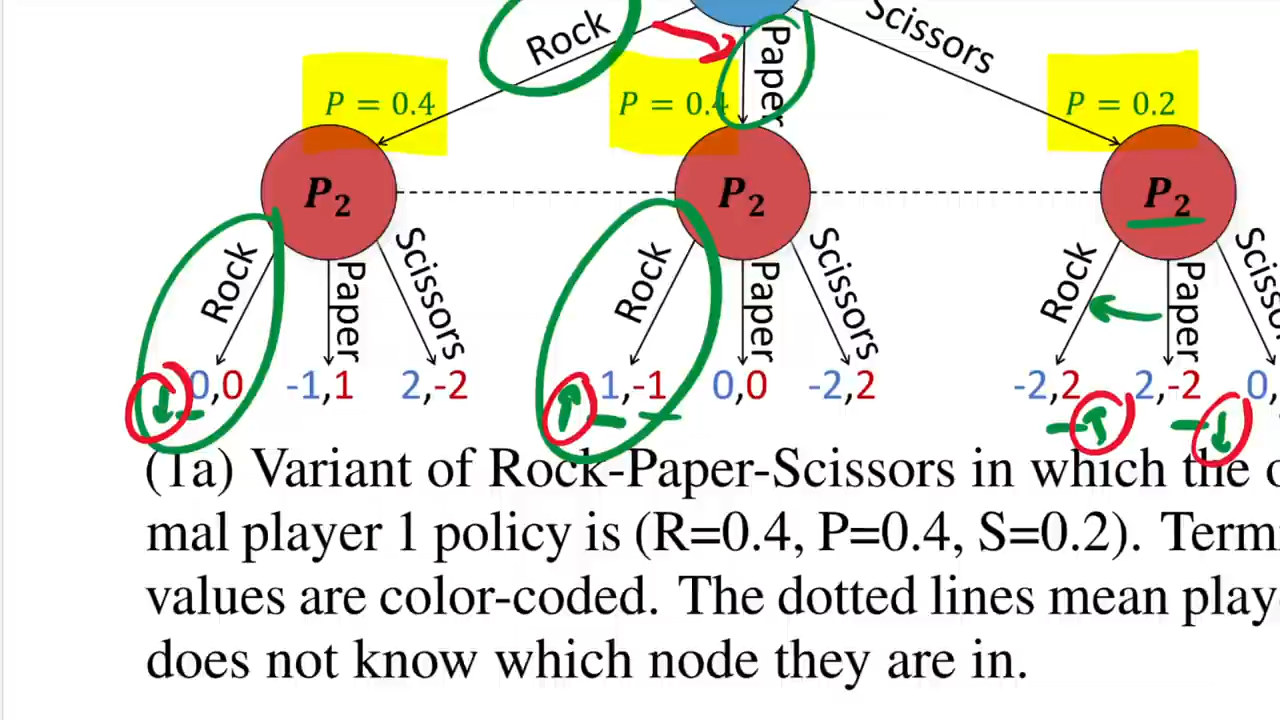 Rock
Paper
Scissors
P = 0.4
P = 0.4
P = 0.2
P2
P2
P2
Rock
Paper
Scissors
Rock
Paper
Scissors
Rock
Paper
0,0
-1,1
2,-2
1,-1
0,0
-2,2
-2,2
2,-2
0,
(1a) Variant of Rock-Paper-Scissors in which the
mal player 1 policy is (R=0.4, P=0.4, S=0.2).
values are color-coded. The dotted lines mean
does not know which node they are in.